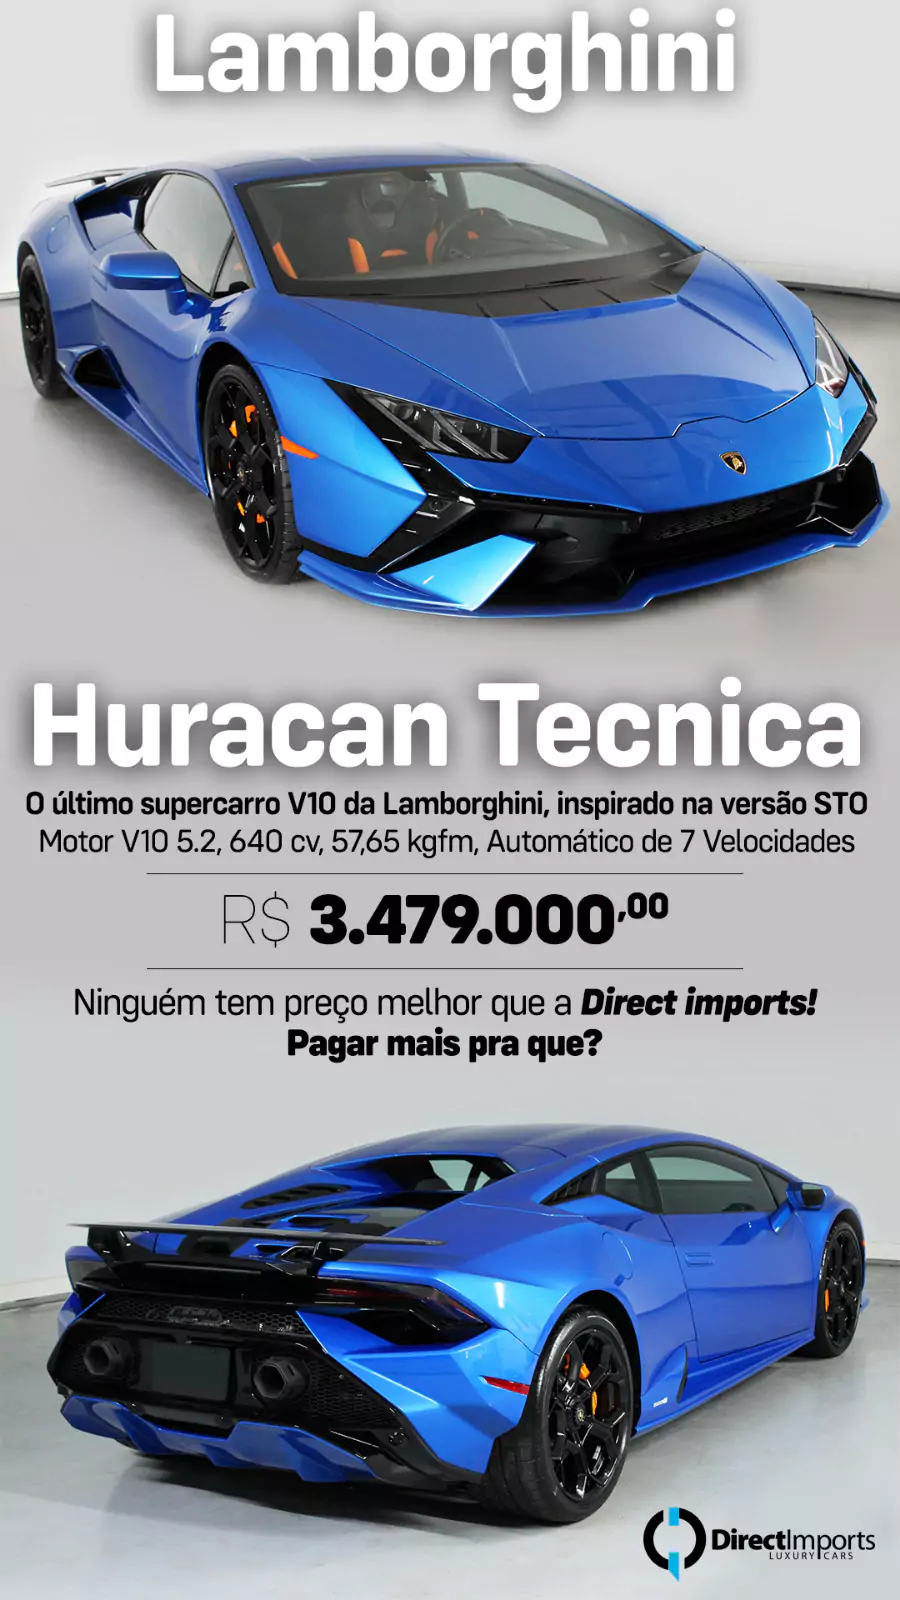 Lamborghini
Huracan Tecnica
O último supercarro V10 da Lamborghini, inspirado na versão STO
Motor V10 5.2, 640 cv, 57,65 kgfm, Automático de 7 Velocidades
R$ 3.479.000,00
Ninguém tem preço melhor que a Direct imports!
Pagar mais pra que?
DirectImports
LUXURY CARS